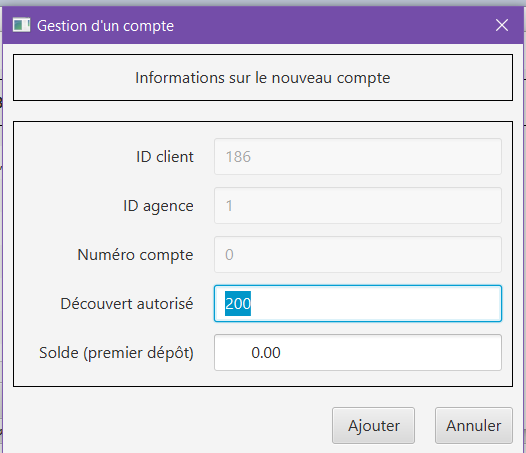 Gestion d'un compte
Informations sur le nouveau compte
ID client 186
ID agence 1
Numéro compte 0
Découvert autorisé 200
Solde (premier dépôt) 0.00
Ajouter Annuler